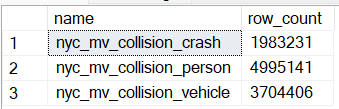 name row_count
1 nyc_mv_collision_crash 1983231
2 nyc_mv_collision_person 4995141
3 nyc_mv_collision_vehicle 3704406